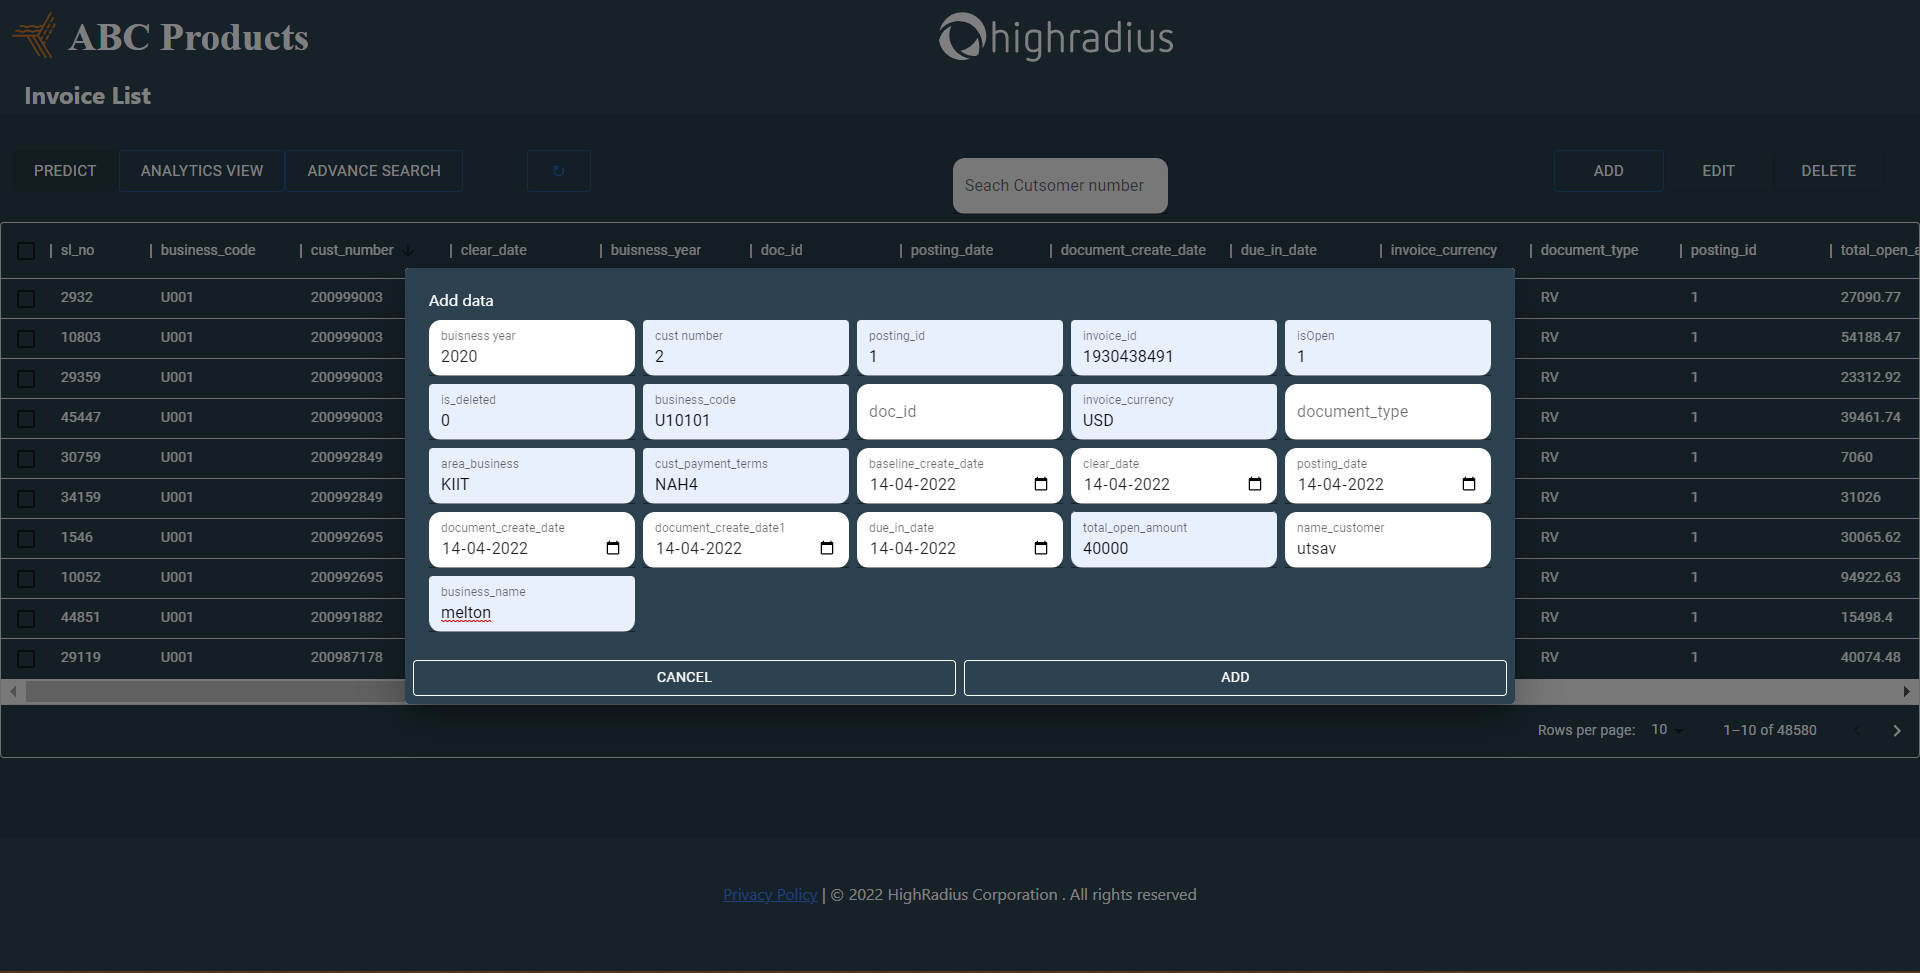 ABC Products
highradius
Invoice List
PREDICT ANALYTICS VIEW ADVANCE SEARCH ↻ Seach Cutsomer number ADD EDIT DELETE
sl_no business_code cust_number clear_date buisness_year doc_id posting_date document_create_date due_in_date invoice_currency document_type posting_id total_open_a
2932 U001 200999003 RV 1 27090.77
10803 U001 200999003 RV 1 54188.47
29359 U001 200999003 RV 1 23312.92
45447 U001 200999003 RV 1 39461.74
30759 U001 200992849 RV 1 7060
34159 U001 200992849 RV 1 31026
1546 U001 200992695 RV 1 30065.62
10052 U001 200992695 RV 1 94922.63
44851 U001 200991882 RV 1 15498.4
29119 U001 200987178 RV 1 40074.48
Add data
buisness year cust number posting_id invoice_id isOpen
2020 2 1 1930438491 1
is_deleted business_code invoice_currency
0 U10101 doc_id USD document_type
area_business cust_payment_terms baseline_create_date clear_date posting_date
KIIT NAH4 14-04-2022 14-04-2022 14-04-2022
document_create_date document_create_date1 due_in_date total_open_amount name_customer
14-04-2022 14-04-2022 14-04-2022 40000 utsav
business_name
melton
CANCEL ADD
Rows per page: 10 1–10 of 48580
Privacy Policy | © 2022 HighRadius Corporation . All rights reserved